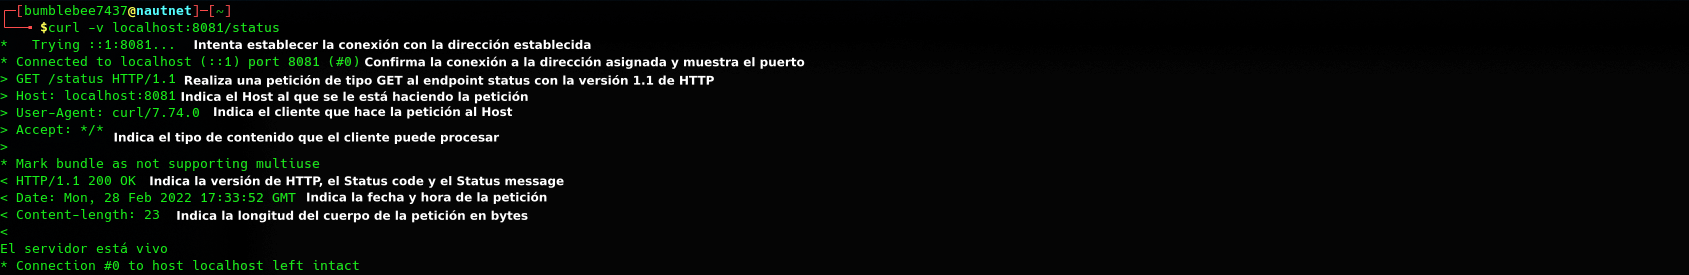 ┌─[bumblebee7437@nautnet]─[~]
└──╼ $curl -v localhost:8081/status
*   Trying ::1:8081... Intenta establecer la conexión con la dirección establecida
* Connected to localhost (::1) port 8081 (#0) Confirma la conexión a la dirección asignada y muestra el puerto
> GET /status HTTP/1.1 Realiza una petición de tipo GET al endpoint status con la versión 1.1 de HTTP
> Host: localhost:8081 Indica el Host al que se le está haciendo la petición
> User-Agent: curl/7.74.0 Indica el cliente que hace la petición al Host
> Accept: */* Indica el tipo de contenido que el cliente puede procesar
>
* Mark bundle as not supporting multiuse
< HTTP/1.1 200 OK Indica la versión de HTTP, el Status code y el Status message
< Date: Mon, 28 Feb 2022 17:33:52 GMT Indica la fecha y hora de la petición
< Content-length: 23 Indica la longitud del cuerpo de la petición en bytes
<
El servidor está vivo
* Connection #0 to host localhost left intact